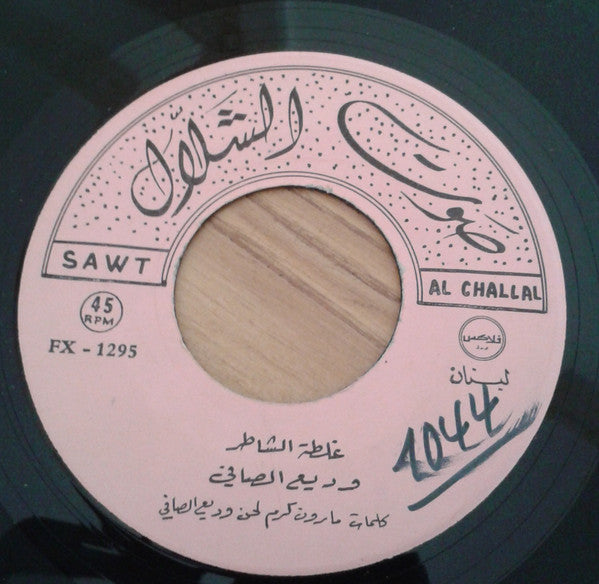 صوت الشلال
SAWT
AL CHALLAL
45
RPM
FX - 1295
فلاكس
لبنان
1044
غلطة الشاطر
وديع الصافي
كلمات مارون كرم لحن وديع الصافي